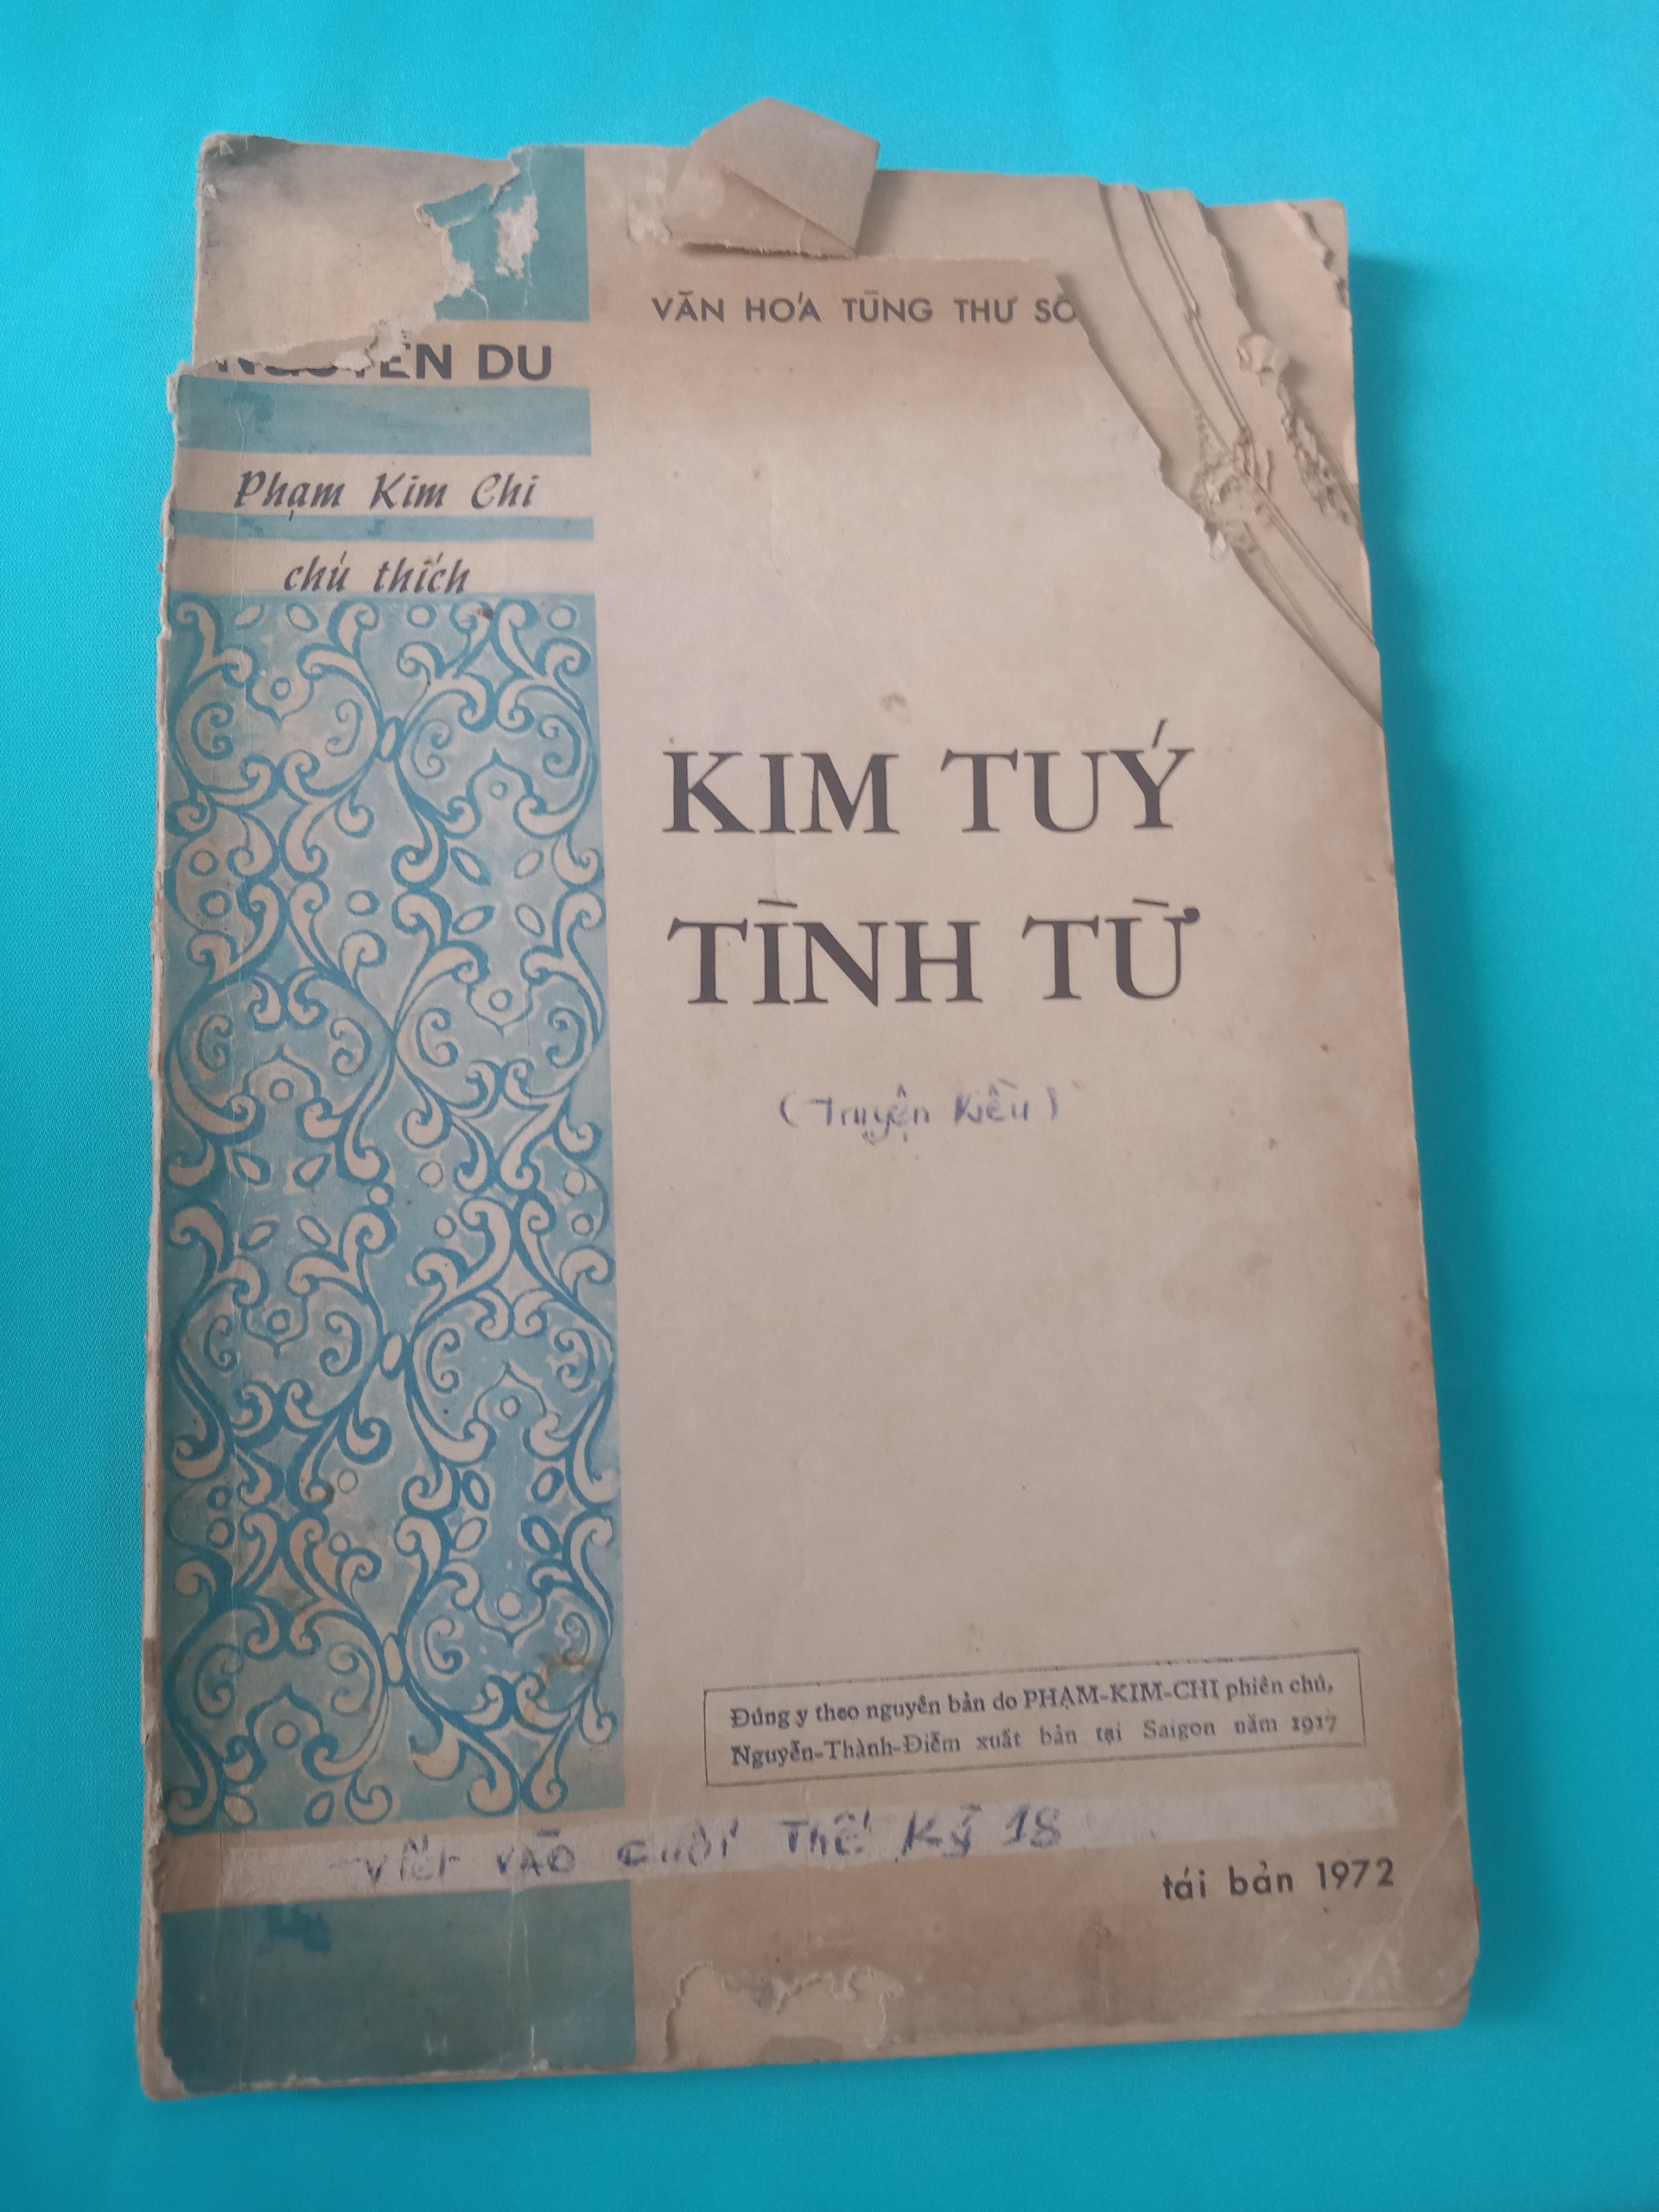 VĂN HOÁ TÙNG THƯ SỐ
NGUYỄN DU
Phạm Kim Chi
chú thích
KIM TUÝ
TÌNH TỪ
(Truyện Kiều)
Đúng y theo nguyên bản do PHẠM-KIM-CHI phiên chú,
Nguyễn-Thành-Điểm xuất bản tại Saigon năm 1917
viết vào cuối Thế Kỷ 18
tái bản 1972